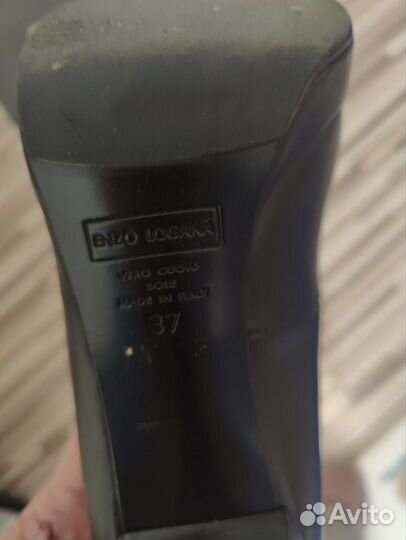 ENZO LOGANA
VERO CUOIO
SOLE
MADE IN ITALY
37
Avito